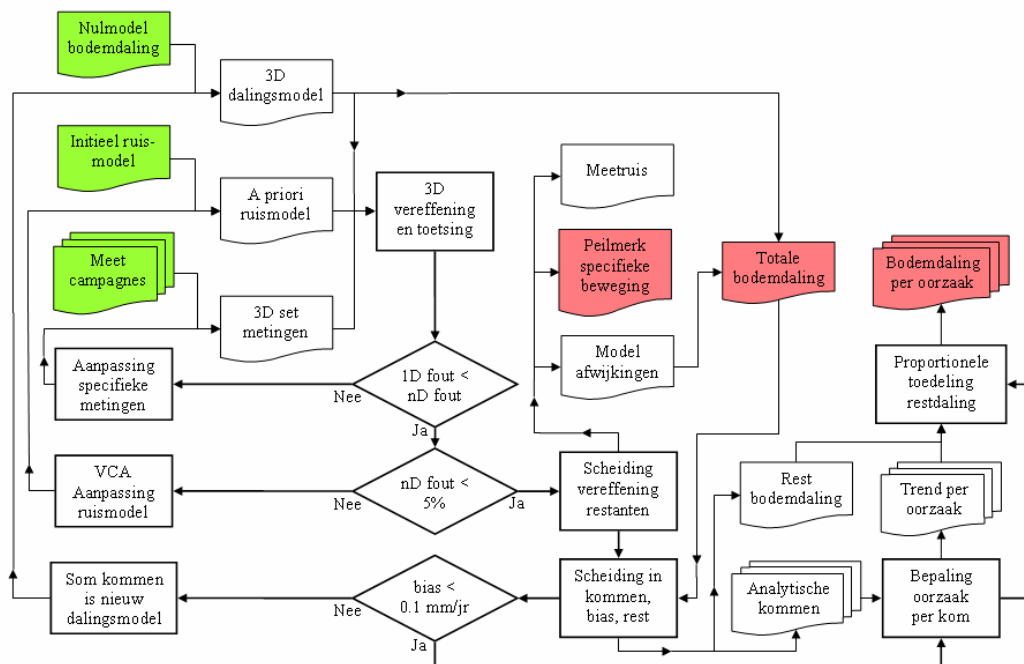 Nulmodel
bodemdaling
3D
dalingsmodel
Initieel ruis-
model
A priori
ruismodel
3D
vereffening
en toetsing
Meetruis
Meet
campagnes
3D set
metingen
Peilmerk
specifieke
beweging
Totale
bodemdaling
Bodemdaling
per oorzaak
Aanpassing
specifieke
metingen
1D fout <
nD fout
Nee
Ja
Model
afwijkingen
Proportionele
toedeling
restdaling
VCA
Aanpassing
ruismodel
nD fout <
5%
Nee
Ja
Scheiding
vereffening
restanten
Rest
bodemdaling
Trend per
oorzaak
Som kommen
is nieuw
dalingsmodel
bias <
0.1 mm/jr
Nee
Ja
Scheiding in
kommen,
bias, rest
Analytische
kommen
Bepaling
oorzaak
per kom